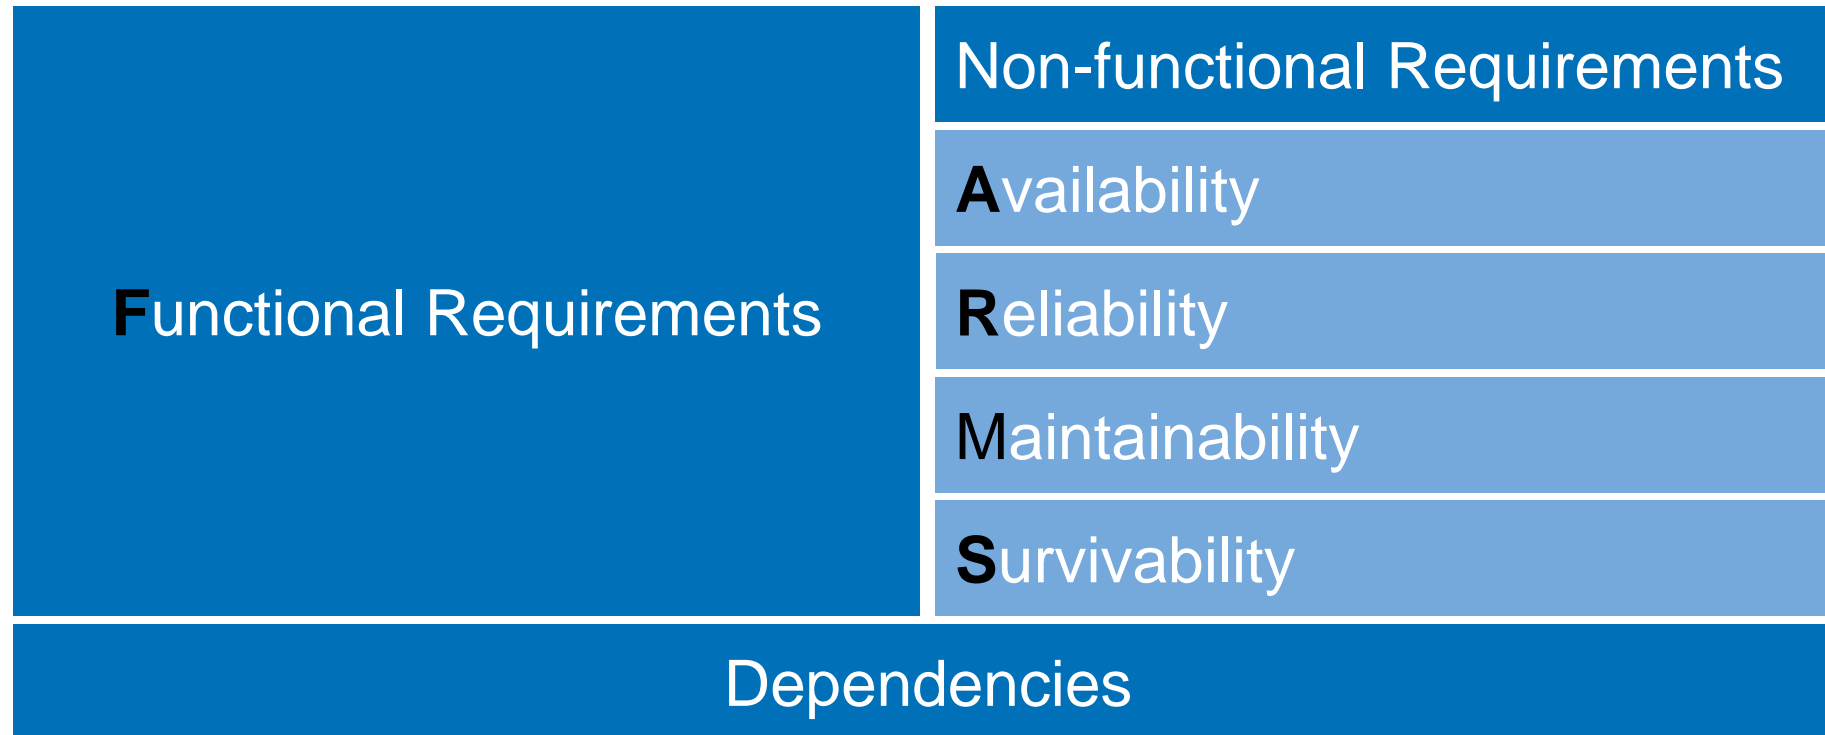 Functional Requirements
Non-functional Requirements
Availability
Reliability
Maintainability
Survivability
Dependencies